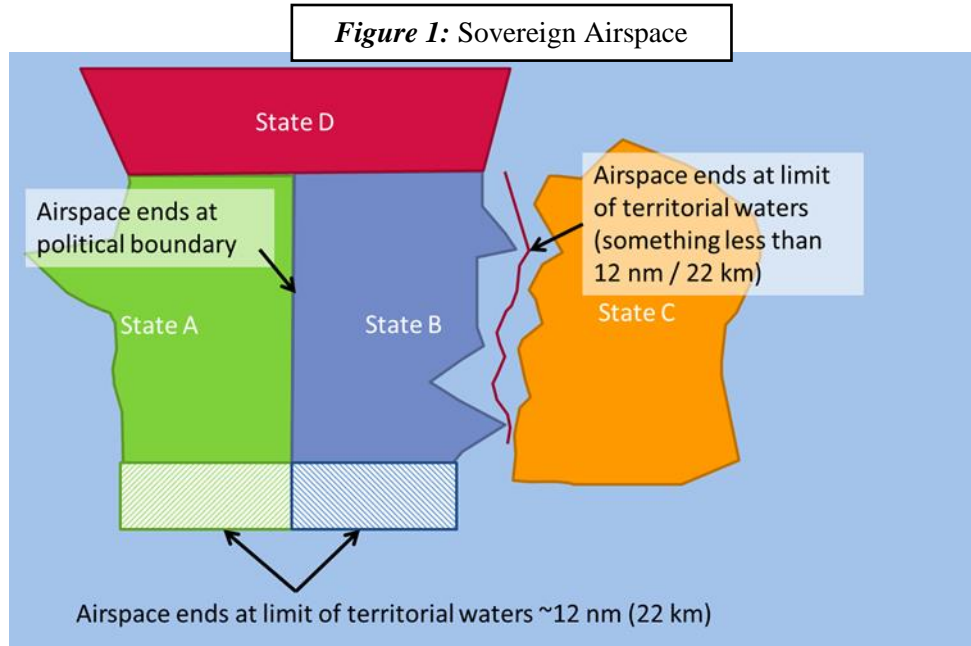 Figure 1: Sovereign Airspace
State D
Airspace ends at
political boundary
Airspace ends at limit
of territorial waters
(something less than
12 nm / 22 km)
State A
State B
State C
Airspace ends at limit of territorial waters ~12 nm (22 km)